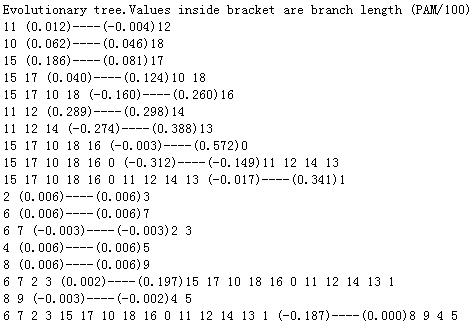 Evolutionary tree.Values inside bracket are branch length (PAM/100)
11 (0.012)----(-0.004)12
10 (0.062)----(0.046)18
15 (0.186)----(0.081)17
15 17 (0.040)----(0.124)10 18
15 17 10 18 (-0.160)----(0.260)16
11 12 (0.289)----(0.298)14
11 12 14 (-0.274)----(0.388)13
15 17 10 18 16 (-0.003)----(0.572)0
15 17 10 18 16 0 (-0.312)----(-0.149)11 12 14 13
15 17 10 18 16 0 11 12 14 13 (-0.017)----(0.341)1
2 (0.006)----(0.006)3
6 (0.006)----(0.006)7
6 7 (-0.003)----(-0.003)2 3
4 (0.006)----(0.006)5
8 (0.006)----(0.006)9
6 7 2 3 (0.002)----(0.197)15 17 10 18 16 0 11 12 14 13 1
8 9 (-0.003)----(-0.002)4 5
6 7 2 3 15 17 10 18 16 0 11 12 14 13 1 (-0.187)----(0.000)8 9 4 5